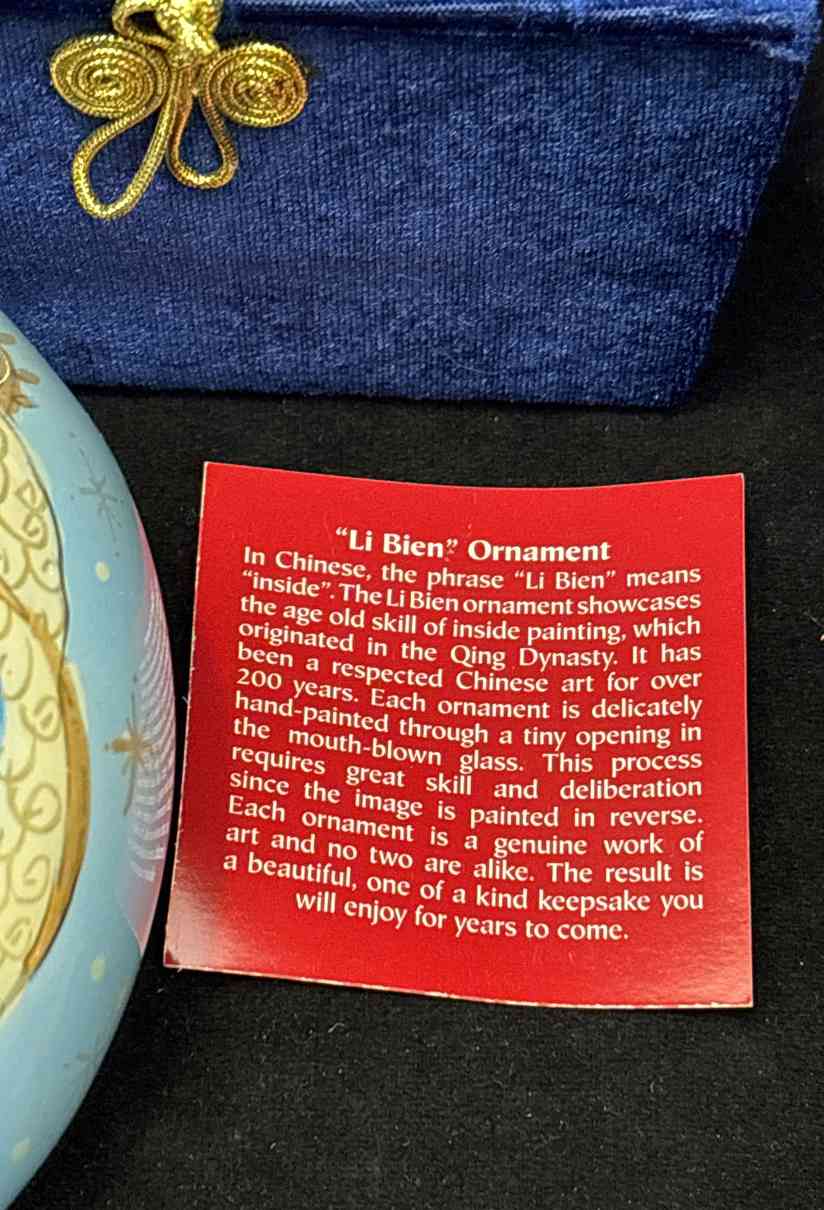 “Li Bien” Ornament
In Chinese, the phrase “Li Bien” means
“inside”. The Li Bien ornament showcases
the age old skill of inside painting, which
originated in the Qing Dynasty. It has
been a respected Chinese art for over
200 years. Each ornament is delicately
hand-painted through a tiny opening in
the mouth-blown glass. This process
requires great skill and deliberation
since the image is painted in reverse.
Each ornament is a genuine work of
art and no two are alike. The result is
a beautiful, one of a kind keepsake you
will enjoy for years to come.